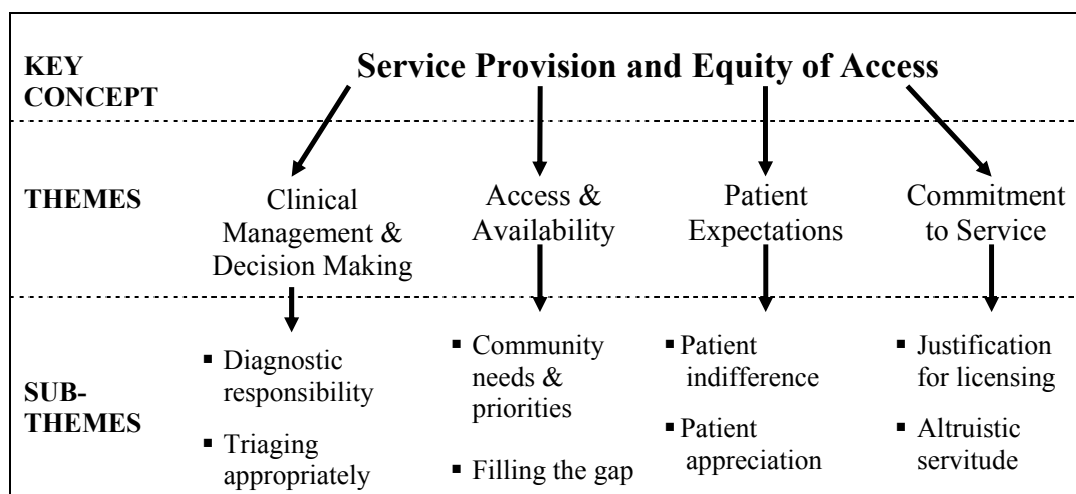 KEY
CONCEPT
Service Provision and Equity of Access
THEMES
Clinical
Management &
Decision Making
Access &
Availability
Patient
Expectations
Commitment
to Service
SUB-
THEMES
▪ Diagnostic
responsibility
▪ Triaging
appropriately
▪ Community
needs &
priorities
▪ Filling the gap
▪ Patient
indifference
▪ Patient
appreciation
▪ Justification
for licensing
▪ Altruistic
servitude